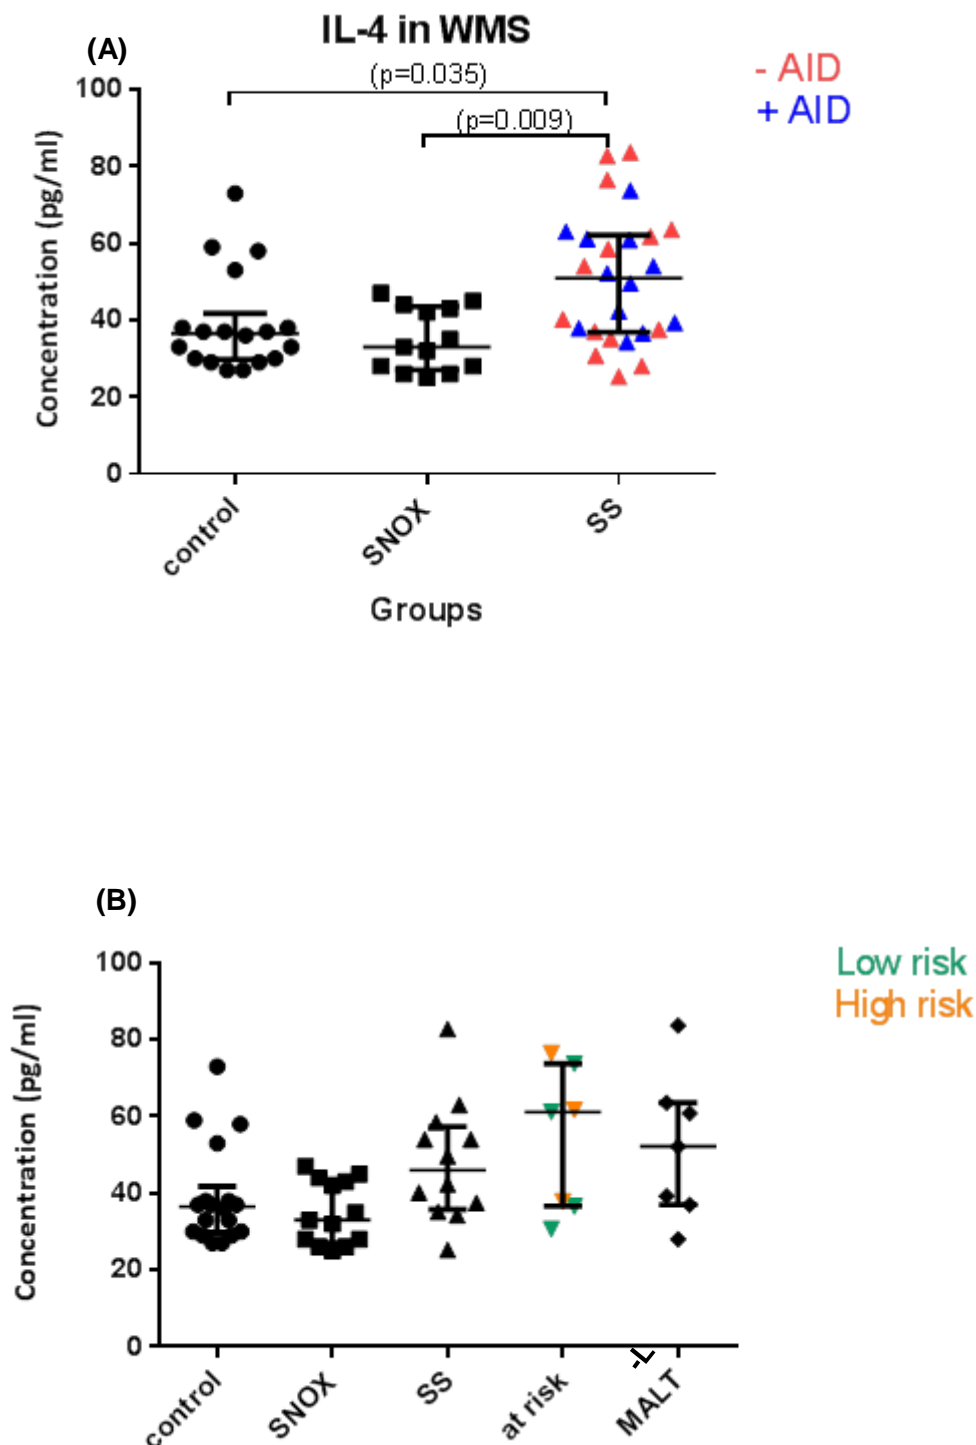 IL-4 in WMS
(A)
(p=0.035)
(p=0.009)
- AID
+ AID
100
80
60
40
20
0
Concentration (pg/ml)
control
SNOX
SS
Groups
(B)
Low risk
High risk
100
80
60
40
20
0
Concentration (pg/ml)
control
SNOX
SS
at risk
MALT
-L